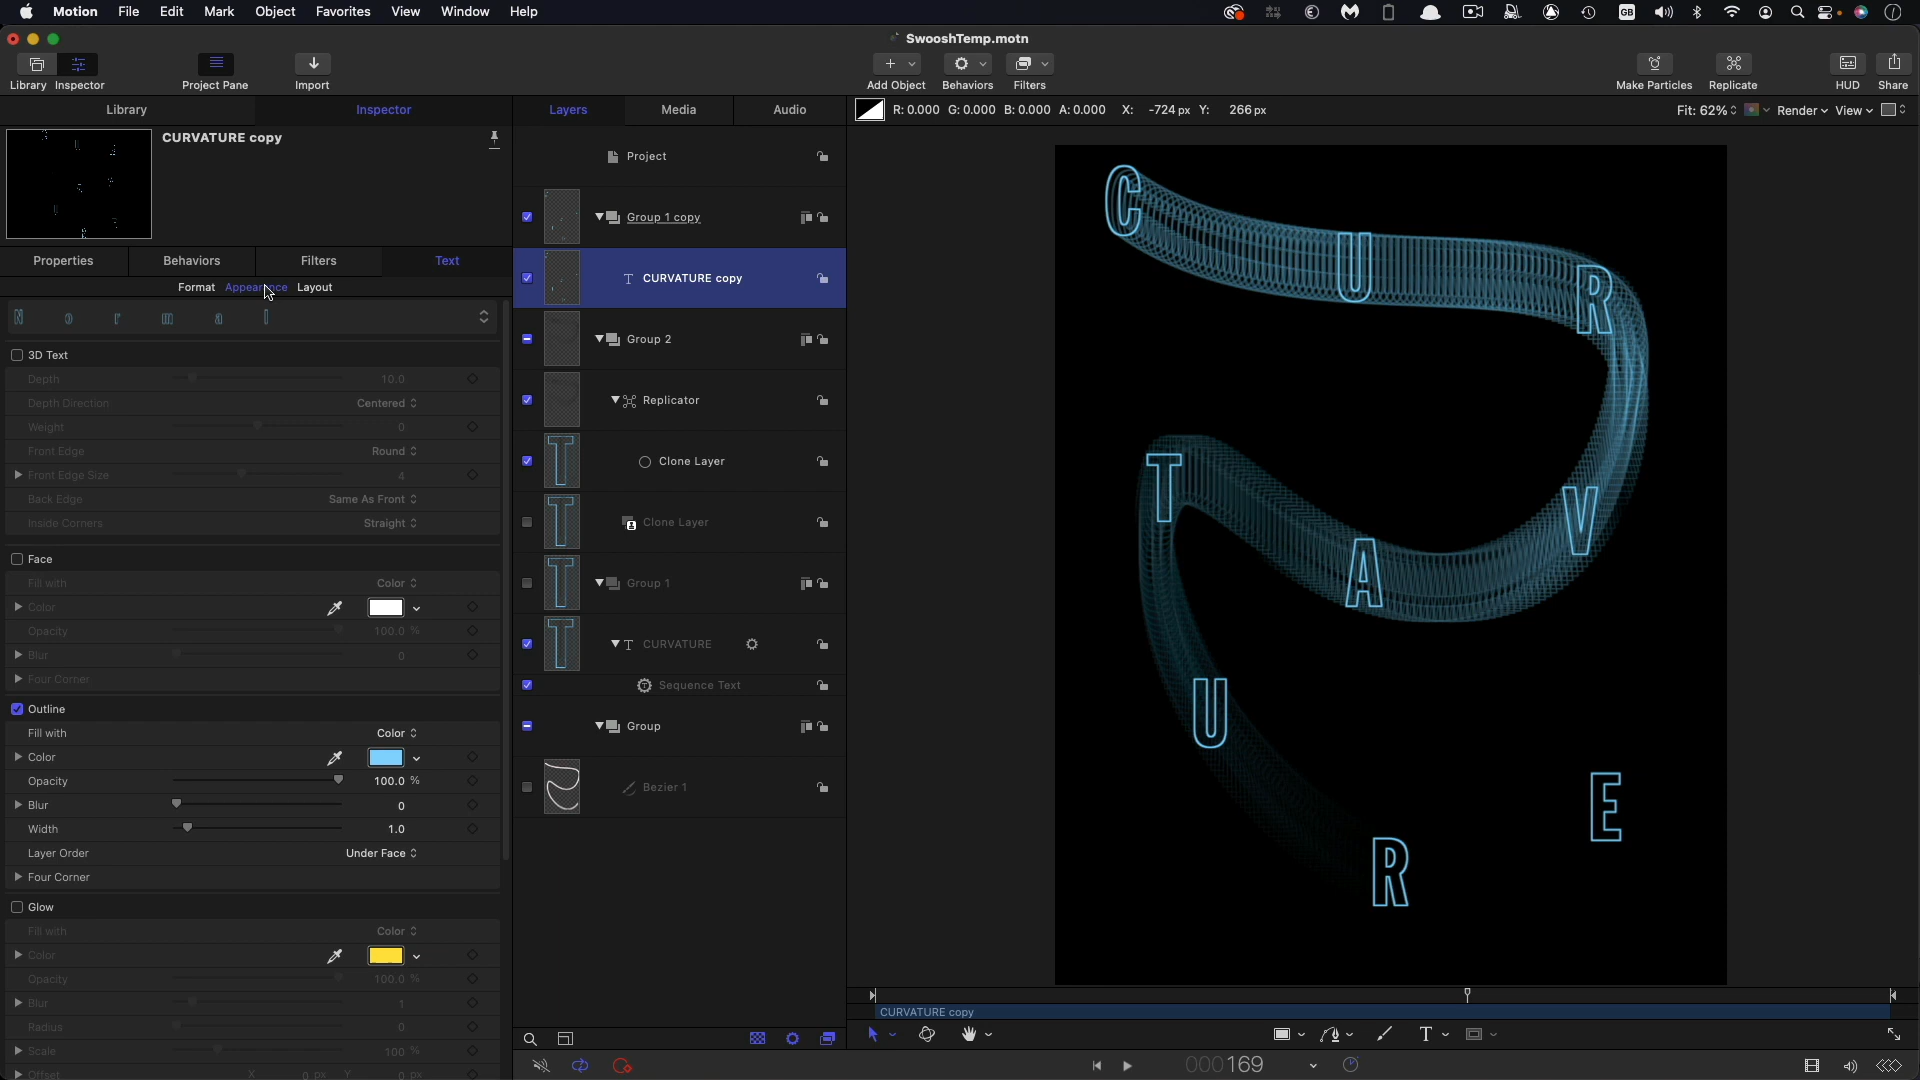 Motion File Edit Mark Object Favorites View Window Help
GB
SwooshTemp.motn
Library Inspector Project Pane Import Add Object Behaviors Filters Make Particles Replicate HUD Share
Library Inspector Layers Media Audio R: 0.000 G: 0.000 B: 0.000 A: 0.000 X: -724 px Y: 266 px Fit: 62% Render View
CURVATURE copy
Project
Group 1 copy
Properties Behaviors Filters Text
CURVATURE copy
Format Appearance Layout
Normal
Group 2
3D Text
Depth 10.0
Depth Direction Centered
Replicator
Weight 0
Front Edge Round
Clone Layer
Front Edge Size 4
Back Edge Same As Front
Inside Corners Straight
Clone Layer
Face
Fill with Color
Group 1
Color
Opacity 100.0 %
CURVATURE
Blur 0
Four Corner
Sequence Text
Outline
Group
Fill with Color
Color
Opacity 100.0 %
Bezier 1
Blur 0
Width 1.0
Layer Order Under Face
Four Corner
Glow
Fill with Color
Color
Opacity 100.0 %
Blur 1
Radius 0
Scale 100 %
Offset X 0 px Y 0 px
C U R
V
A
T
U
R
E
CURVATURE copy
T
000169